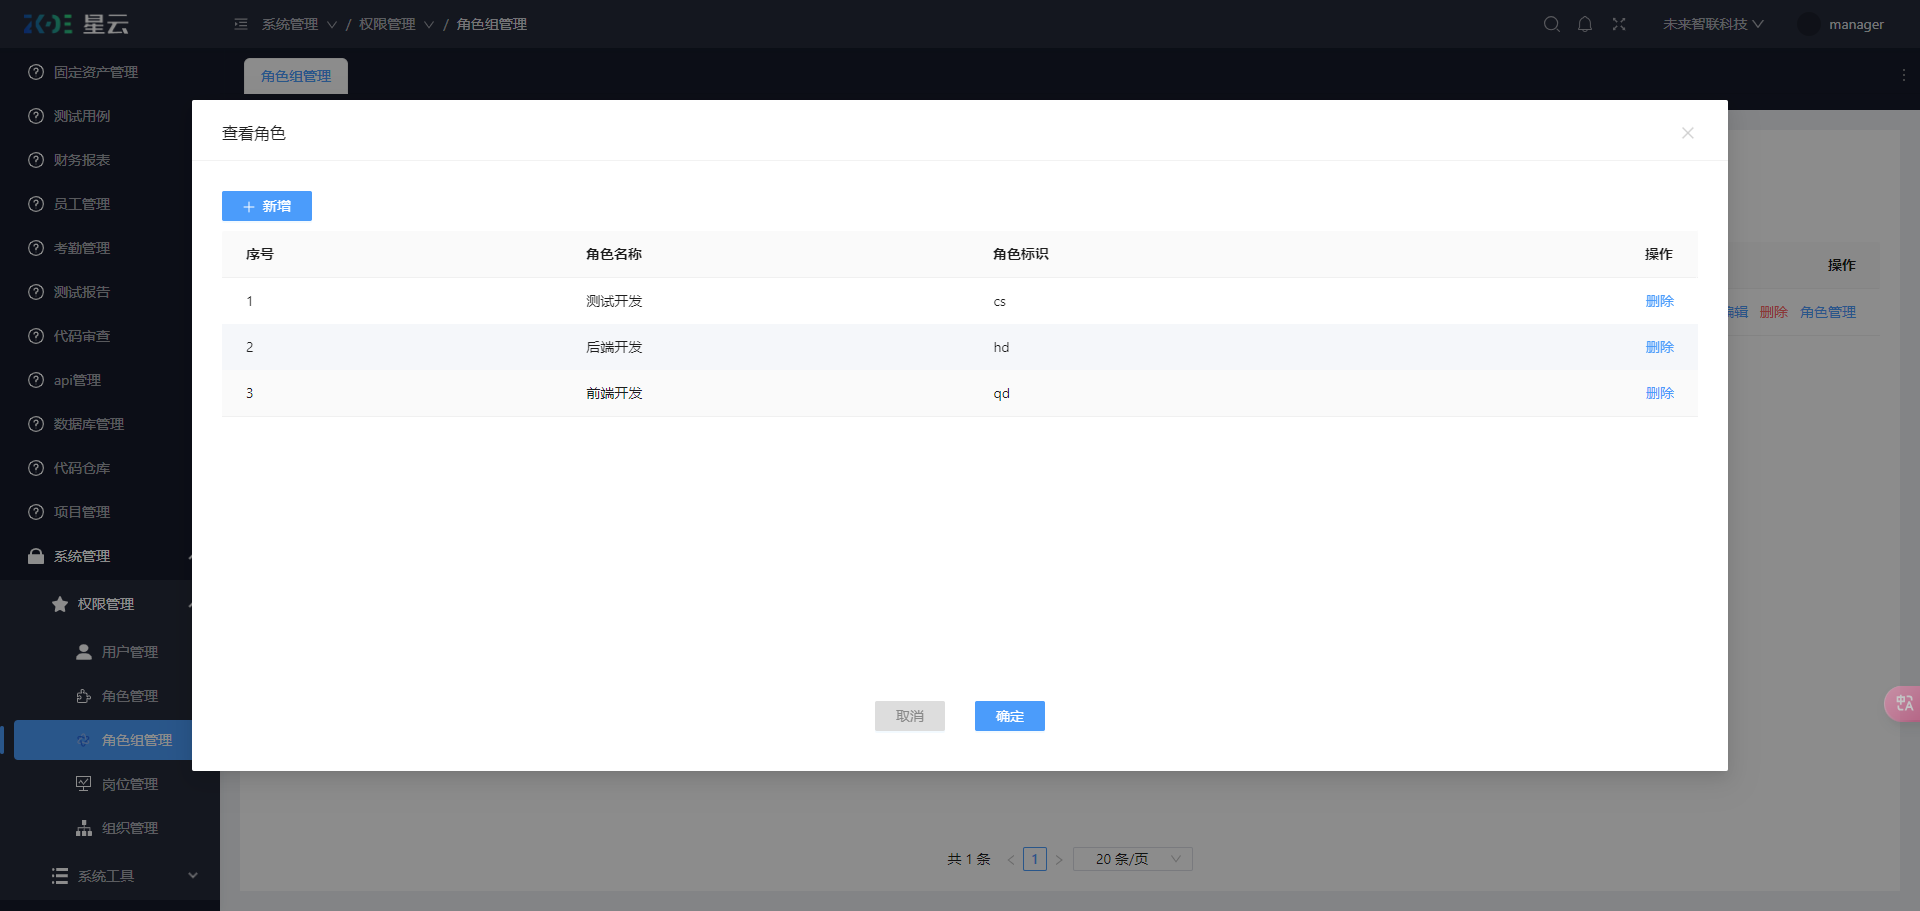 星云
系统管理 / 权限管理 / 角色组管理
未来智联科技
manager
固定资产管理
测试用例
财务报表
员工管理
考勤管理
测试报告
代码审查
api管理
数据库管理
代码仓库
项目管理
系统管理
权限管理
用户管理
角色管理
角色组管理
岗位管理
组织管理
系统工具
角色组管理
查看角色
+ 新增
序号 角色名称 角色标识 操作
1 测试开发 cs 删除
2 后端开发 hd 删除
3 前端开发 qd 删除
取消 确定
操作
编辑 删除 角色管理
共 1 条 < 1 > 20 条/页